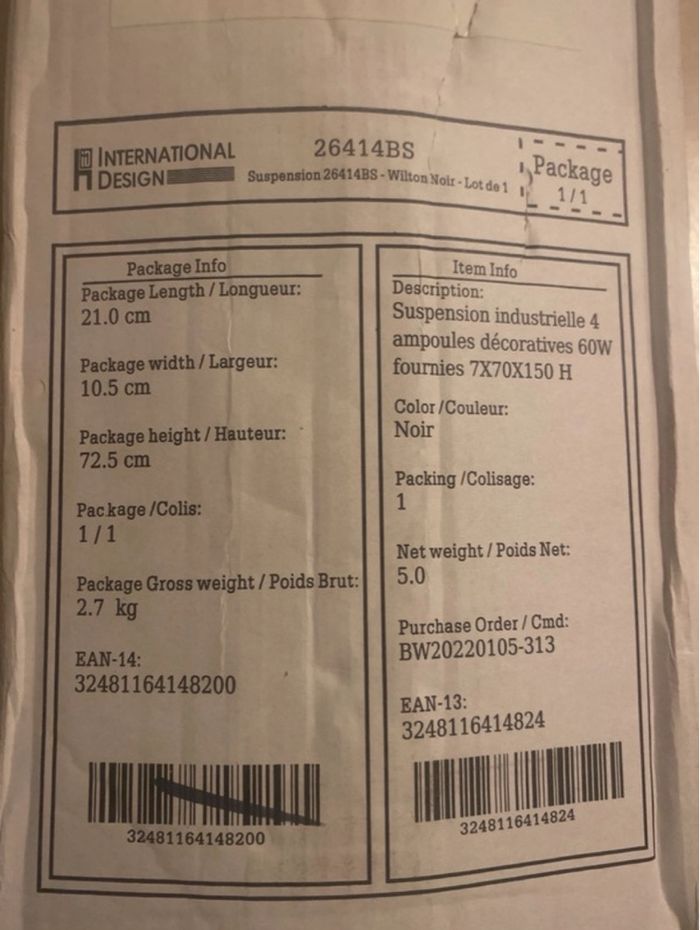 INTERNATIONAL
DESIGN
26414BS
Suspension 26414BS - Wilton Noir - Lot de 1
Package
1/1
Package Info
Package Length / Longueur:
21.0 cm
Package width / Largeur:
10.5 cm
Package height / Hauteur:
72.5 cm
Package /Colis:
1/1
Package Gross weight / Poids Brut:
2.7 kg
EAN-14:
32481164148200
32481164148200
Item Info
Description:
Suspension industrielle 4
ampoules décoratives 60W
fournies 7X70X150 H
Color /Couleur:
Noir
Packing /Colisage:
1
Net weight / Poids Net:
5.0
Purchase Order / Cmd:
BW20220105-313
EAN-13:
3248116414824
3248116414824